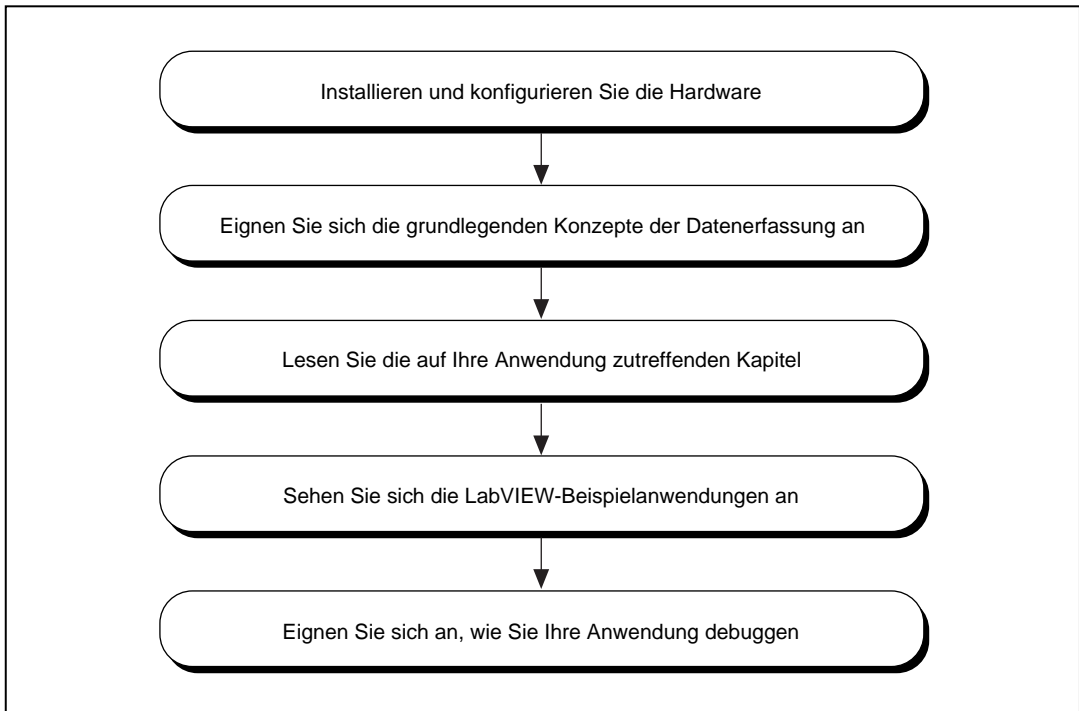 Installieren und konfigurieren Sie die Hardware
Eignen Sie sich die grundlegenden Konzepte der Datenerfassung an
Lesen Sie die auf Ihre Anwendung zutreffenden Kapitel
Sehen Sie sich die LabVIEW-Beispielanwendungen an
Eignen Sie sich an, wie Sie Ihre Anwendung debuggen